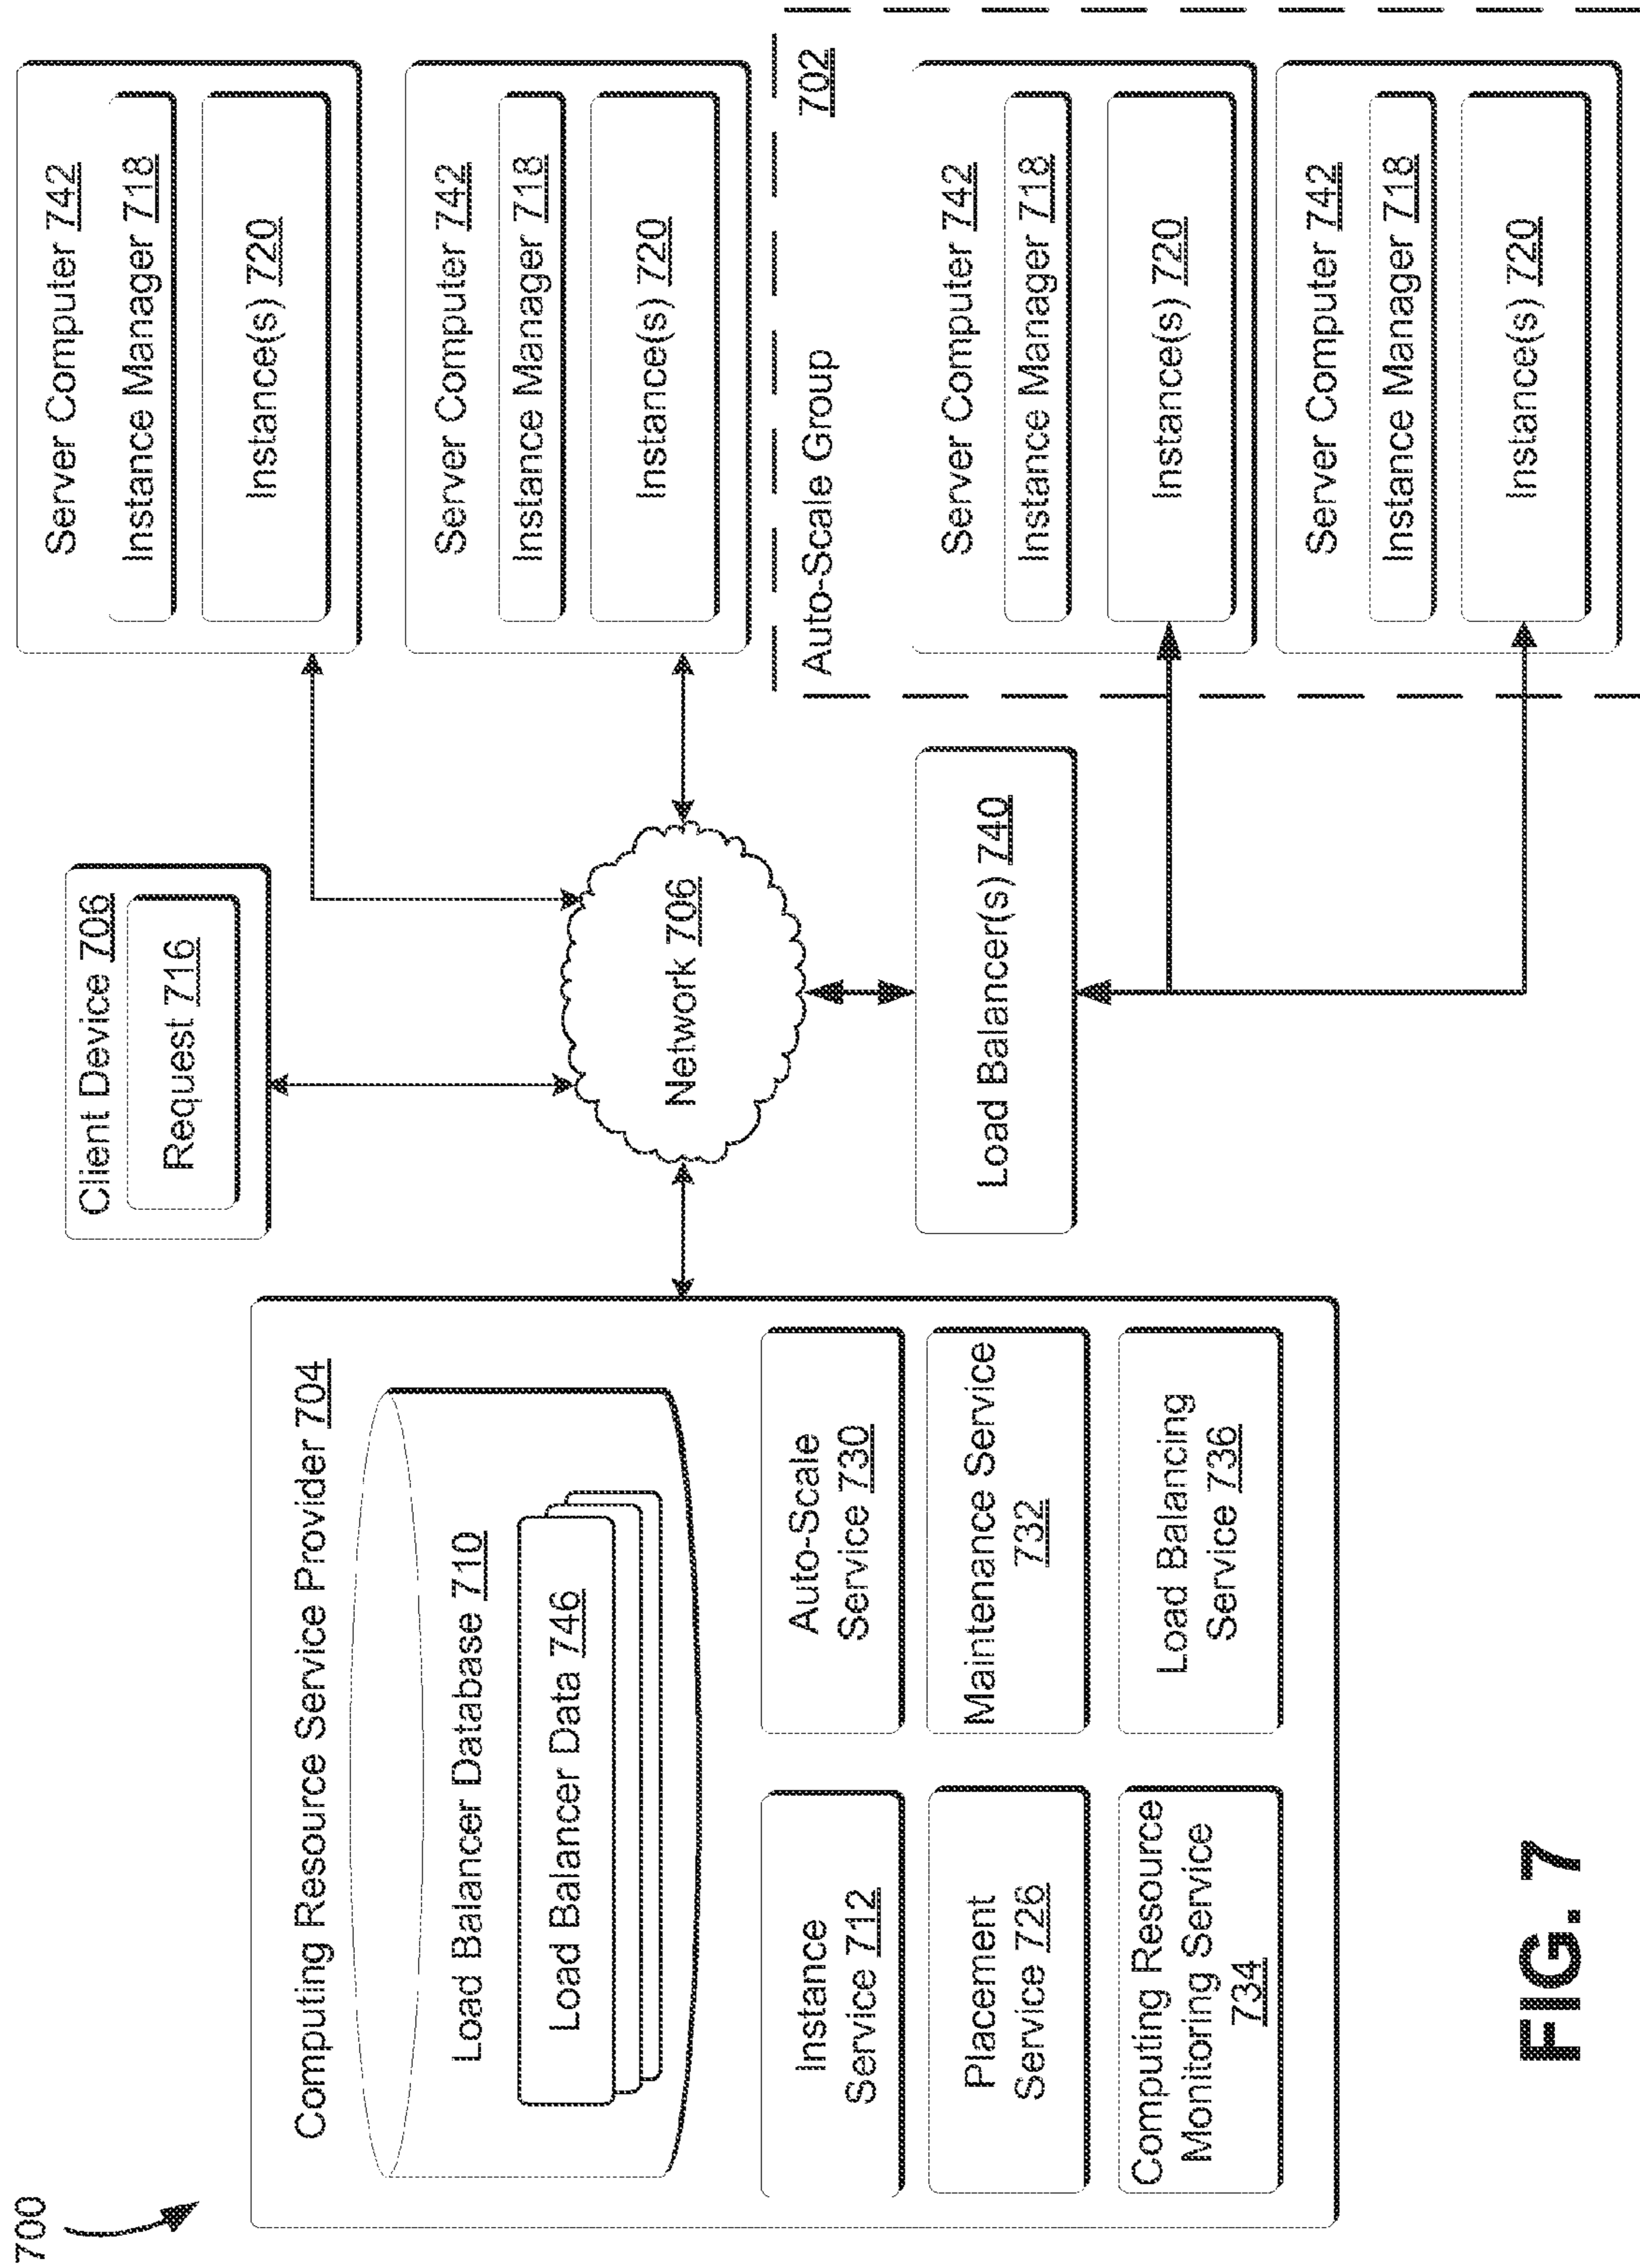 700
Computing Resource Service Provider 704
Load Balancer Database 710
Load Balancer Data 746
Instance
Service 712
Auto-Scale
Service 730
Placement
Service 726
Maintenance Service
732
Computing Resource
Monitoring Service
734
Load Balancing
Service 736
Client Device 706
Request 716
Network 706
Load Balancer(s) 740
Server Computer 742
Instance Manager 718
Instance(s) 720
Server Computer 742
Instance Manager 718
Instance(s) 720
Auto-Scale Group 702
Server Computer 742
Instance Manager 718
Instance(s) 720
Server Computer 742
Instance Manager 718
Instance(s) 720
FIG. 7